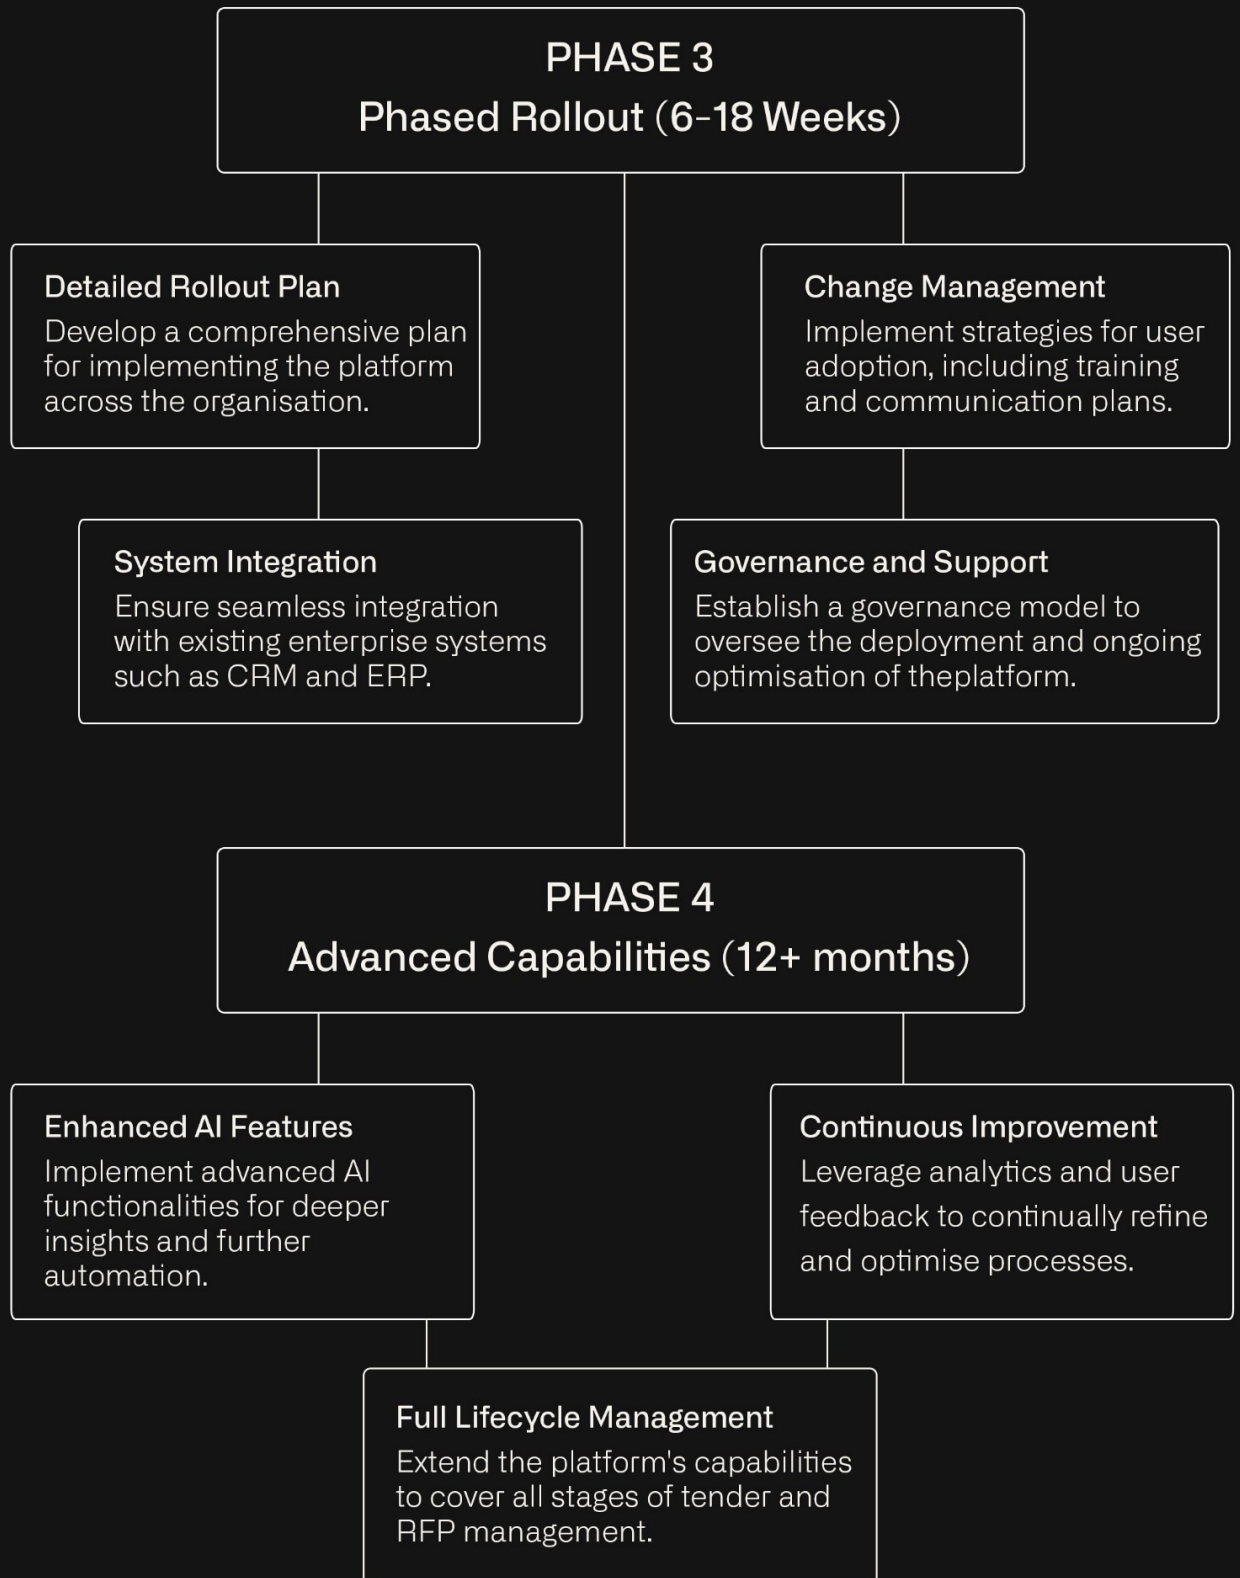 PHASE 3
Phased Rollout (6-18 Weeks)
Detailed Rollout Plan
Develop a comprehensive plan
for implementing the platform
across the organisation.
Change Management
Implement strategies for user
adoption, including training
and communication plans.
System Integration
Ensure seamless integration
with existing enterprise systems
such as CRM and ERP.
Governance and Support
Establish a governance model to
oversee the deployment and ongoing
optimisation of theplatform.
PHASE 4
Advanced Capabilities (12+ months)
Enhanced AI Features
Implement advanced AI
functionalities for deeper
insights and further
automation.
Continuous Improvement
Leverage analytics and user
feedback to continually refine
and optimise processes.
Full Lifecycle Management
Extend the platform's capabilities
to cover all stages of tender and
RFP management.